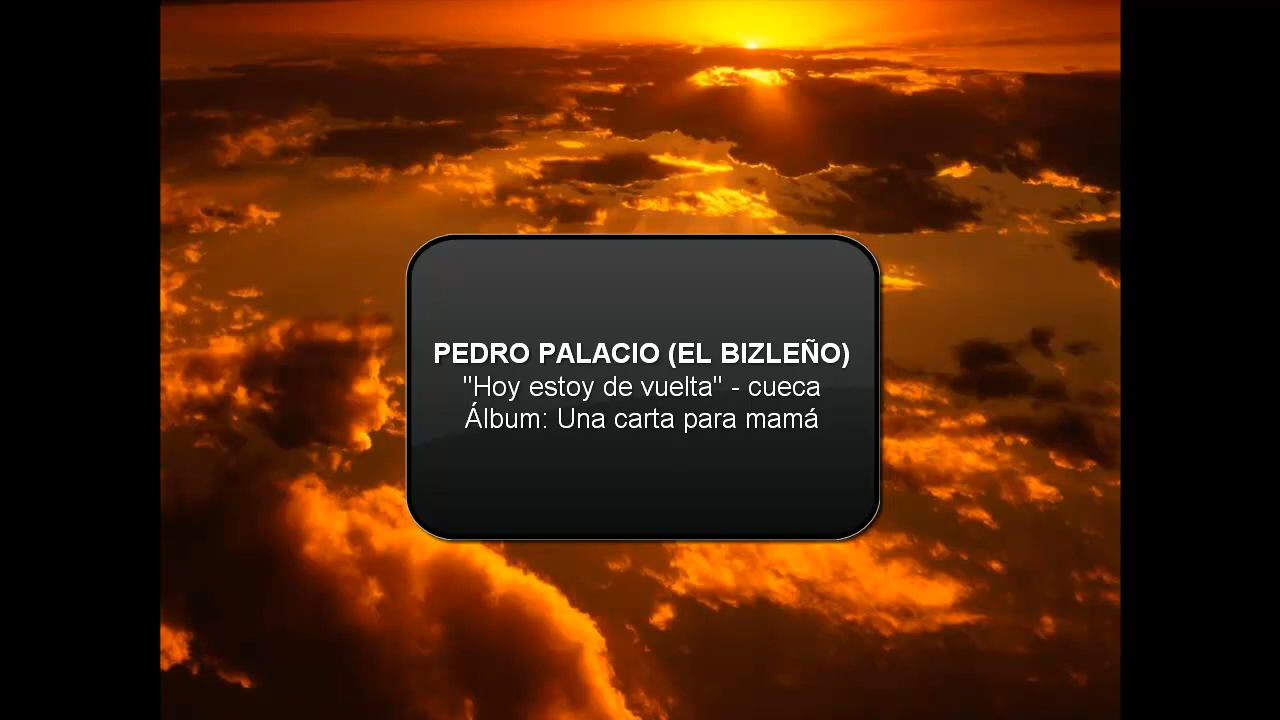 PEDRO PALACIO (EL BIZLEÑO)
"Hoy estoy de vuelta" - cueca
Álbum: Una carta para mamá